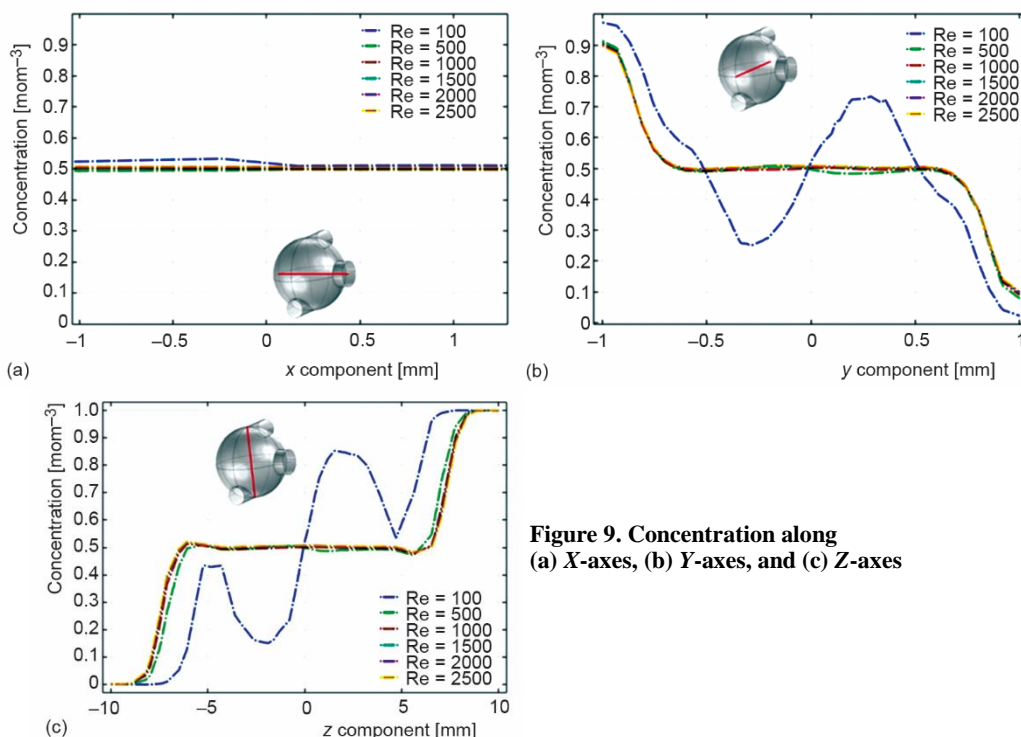 Concentration [mom⁻³]
0.9
0.8
0.7
0.6
0.5
0.4
0.3
0.2
0.1
0
Re = 100
Re = 500
Re = 1000
Re = 1500
Re = 2000
Re = 2500
−1
−0.5
0
0.5
1
(a)
x component [mm]
Concentration [mom⁻³]
0.9
0.8
0.7
0.6
0.5
0.4
0.3
0.2
0.1
0
Re = 100
Re = 500
Re = 1000
Re = 1500
Re = 2000
Re = 2500
−1
−0.5
0
0.5
1
(b)
y component [mm]
Concentration [mom⁻³]
1.0
0.9
0.8
0.7
0.6
0.5
0.4
0.3
0.2
0.1
0
Re = 100
Re = 500
Re = 1000
Re = 1500
Re = 2000
Re = 2500
−10
−5
0
5
10
(c)
z component [mm]
Figure 9. Concentration along
(a) X-axes, (b) Y-axes, and (c) Z-axes